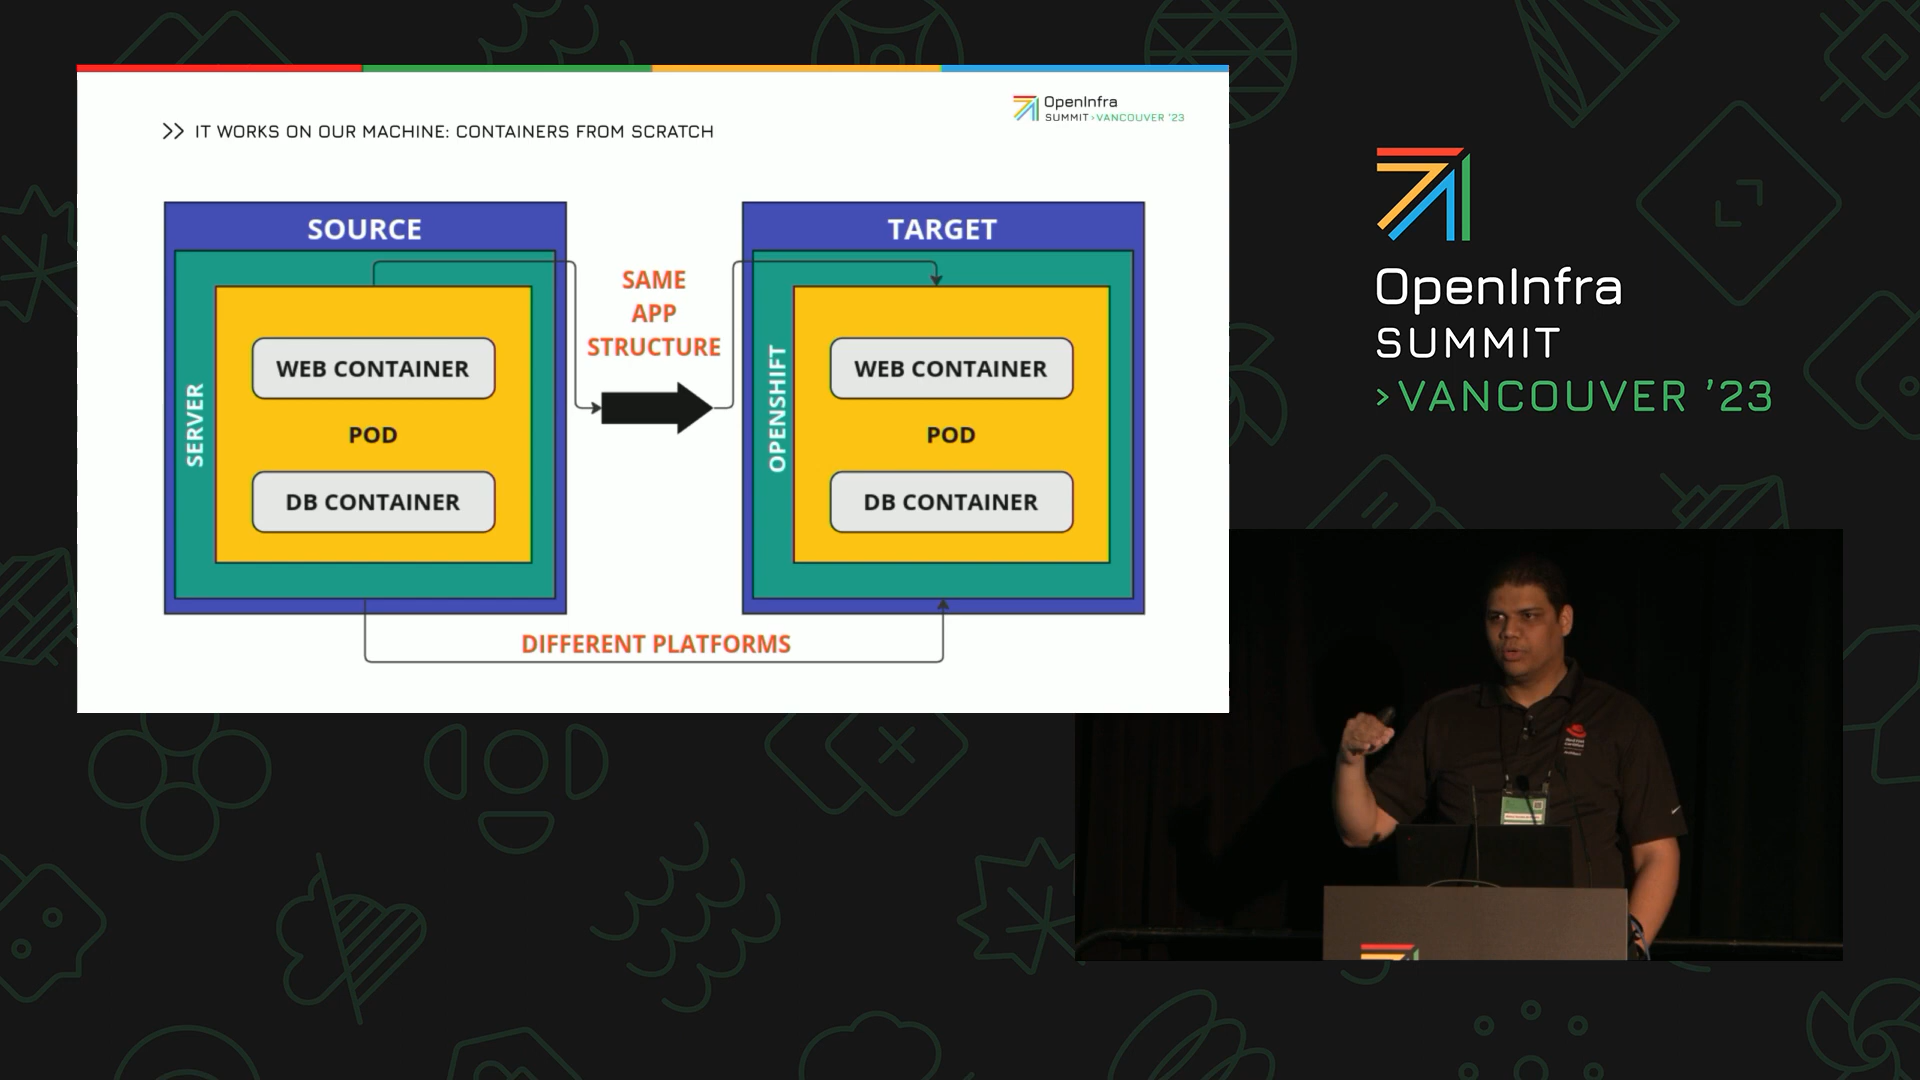 >> IT WORKS ON OUR MACHINE: CONTAINERS FROM SCRATCH
OpenInfra
SUMMIT >VANCOUVER '23
SOURCE
SERVER
WEB CONTAINER
POD
DB CONTAINER
SAME
APP
STRUCTURE
TARGET
OPENSHIFT
WEB CONTAINER
POD
DB CONTAINER
DIFFERENT PLATFORMS
OpenInfra
SUMMIT
>VANCOUVER '23